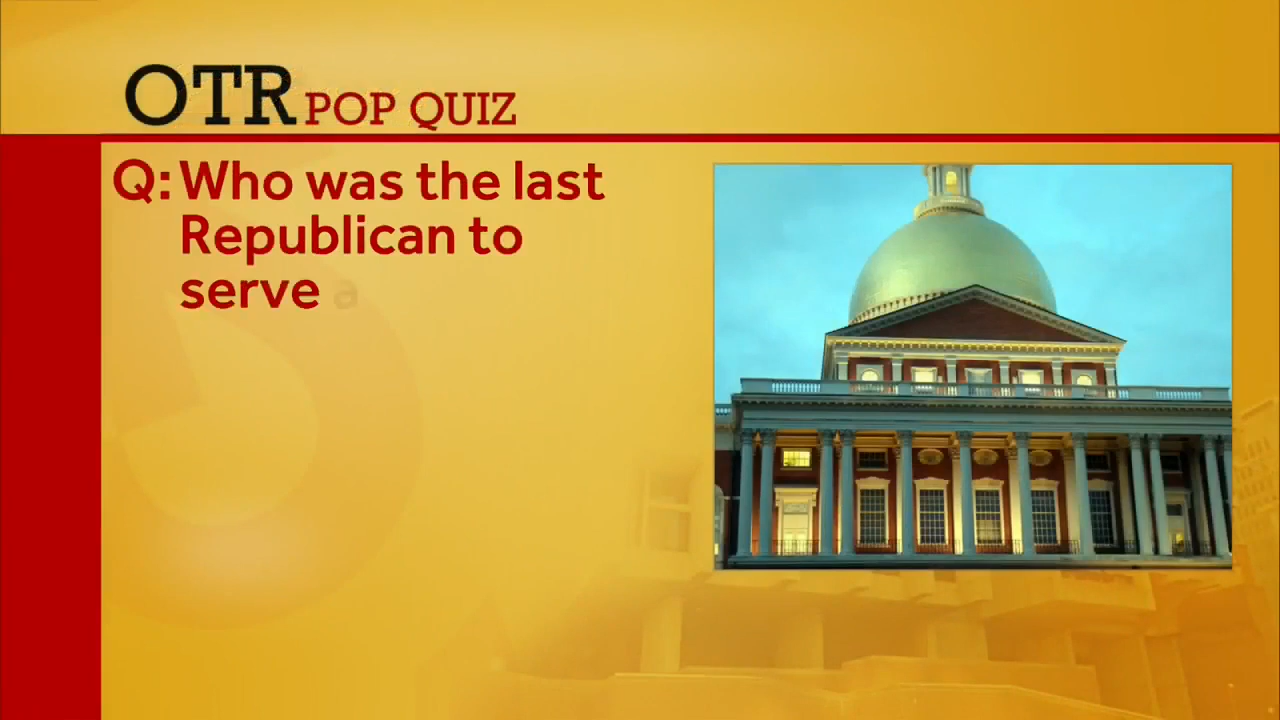 OTR POP QUIZ
Q: Who was the last
Republican to
serve a